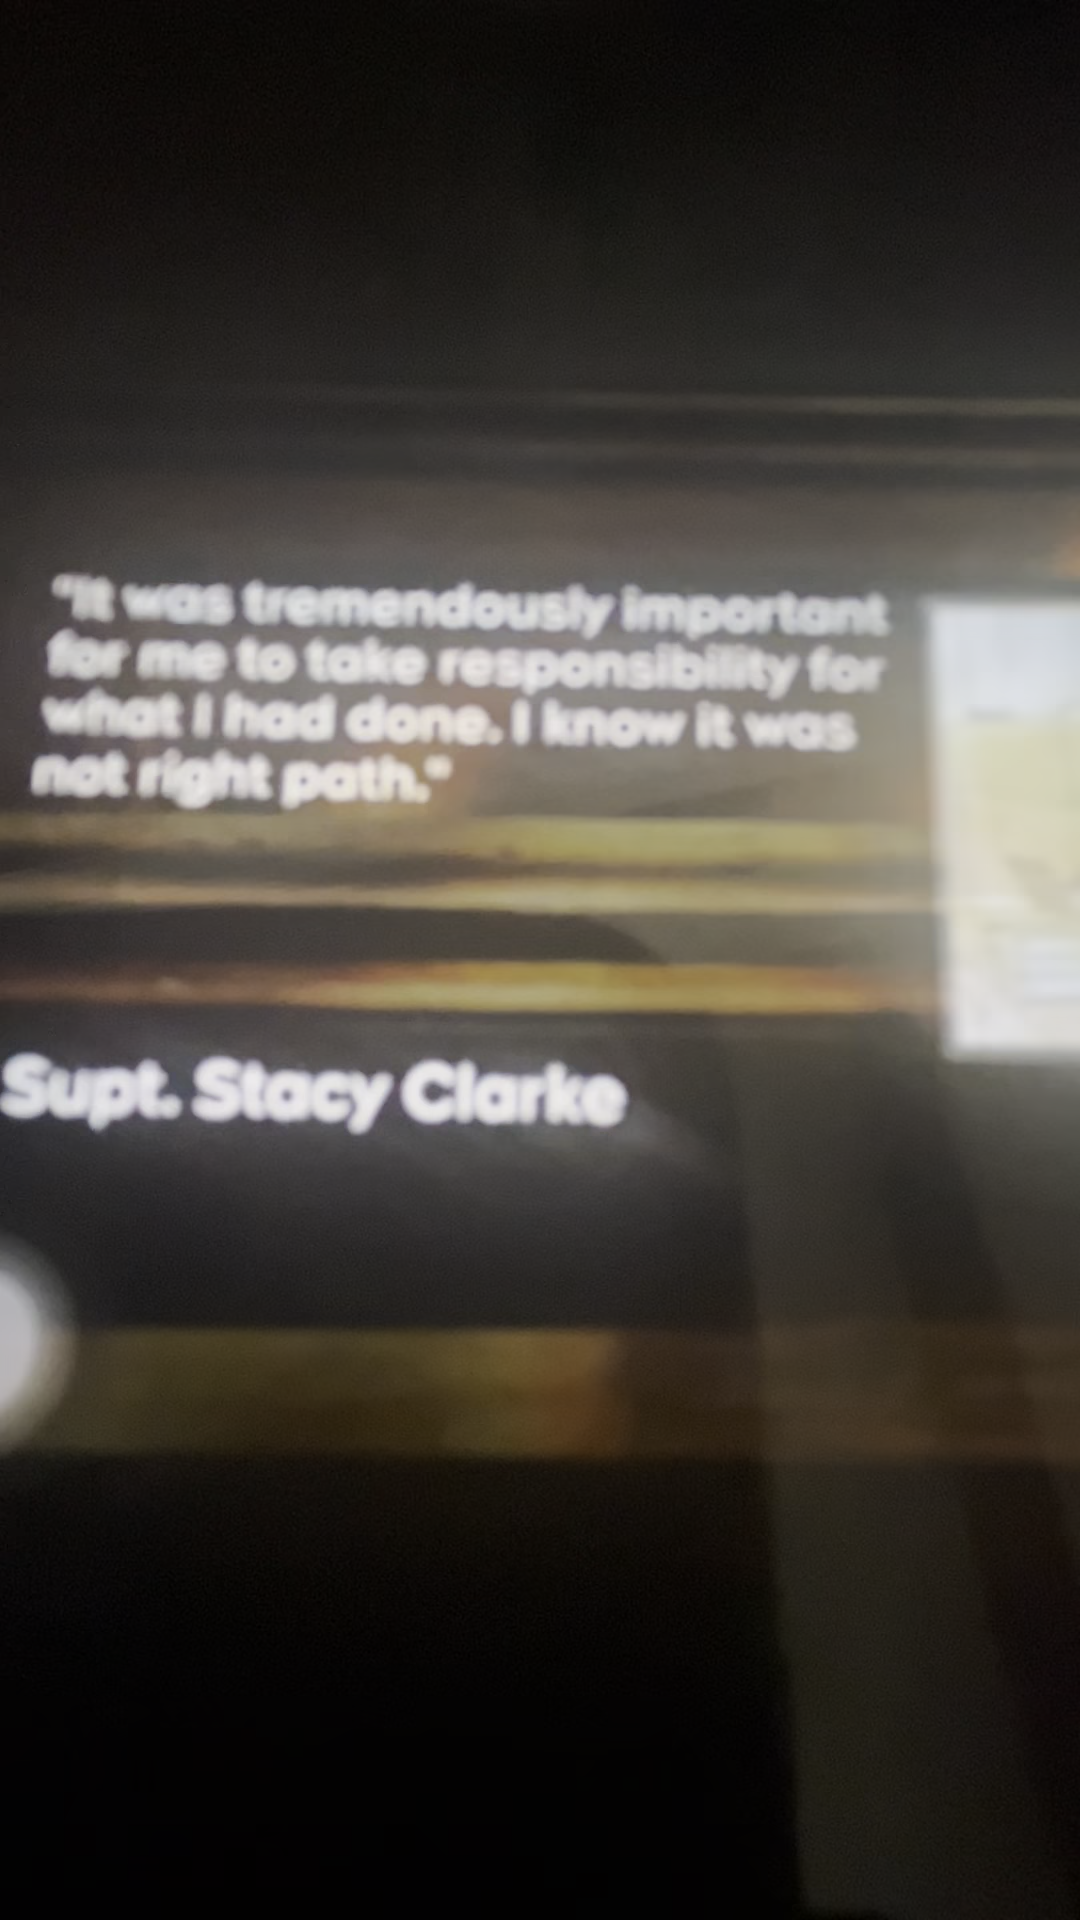 "It was tremendously important
for me to take responsibility for
what I had done. I know it was
not right path."
Supt. Stacy Clarke